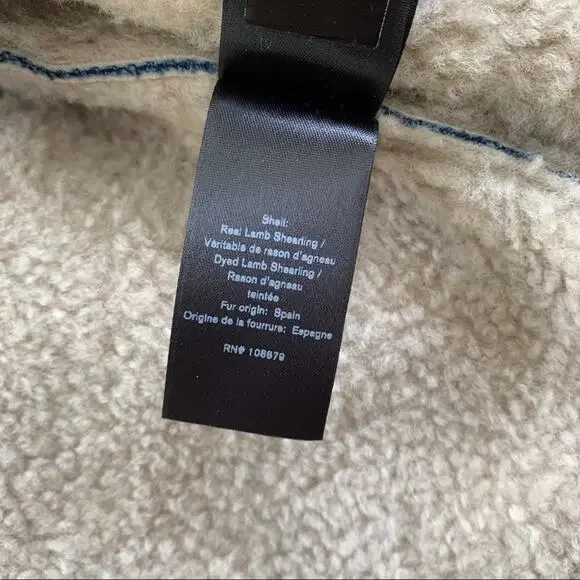 Shell:
Real Lamb Shearling /
Véritable de rason d'agneau
Dyed Lamb Shearling /
Rason d'agneau
teintée
Fur origin: Spain
Origine de la fourrure: Espagne
RN# 108679